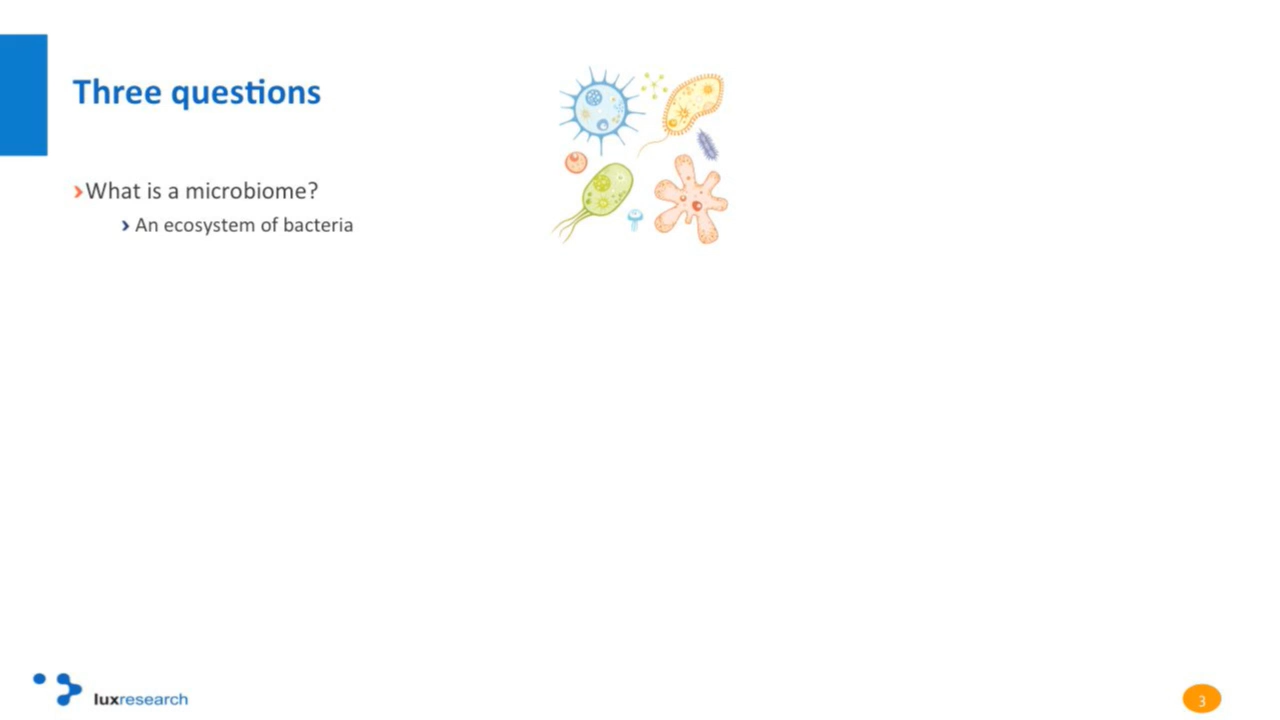 Three questions
›What is a microbiome?
› An ecosystem of bacteria
luxresearch
3